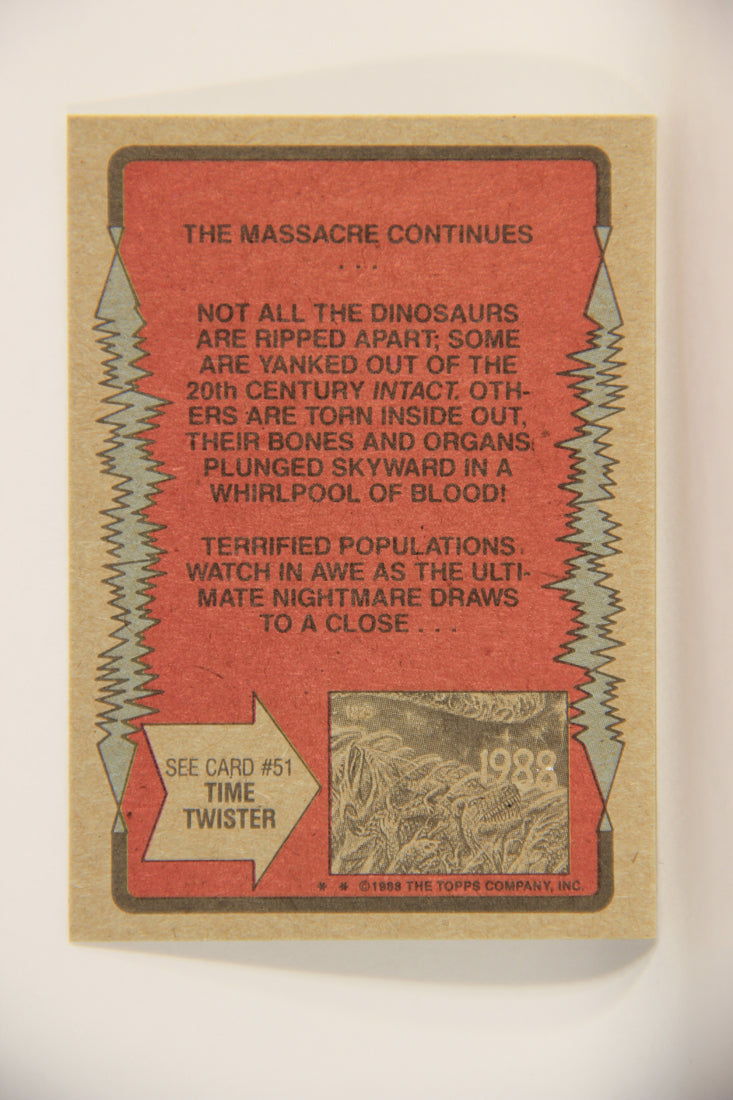 THE MASSACRE CONTINUES
. . .
NOT ALL THE DINOSAURS
ARE RIPPED APART; SOME
ARE YANKED OUT OF THE
20th CENTURY INTACT. OTH-
ERS ARE TORN INSIDE OUT,
THEIR BONES AND ORGANS
PLUNGED SKYWARD IN A
WHIRLPOOL OF BLOOD!
TERRIFIED POPULATIONS
WATCH IN AWE AS THE ULTI-
MATE NIGHTMARE DRAWS
TO A CLOSE . . .
SEE CARD #51
TIME
TWISTER
1988
* * ©1988 THE TOPPS COMPANY, INC.